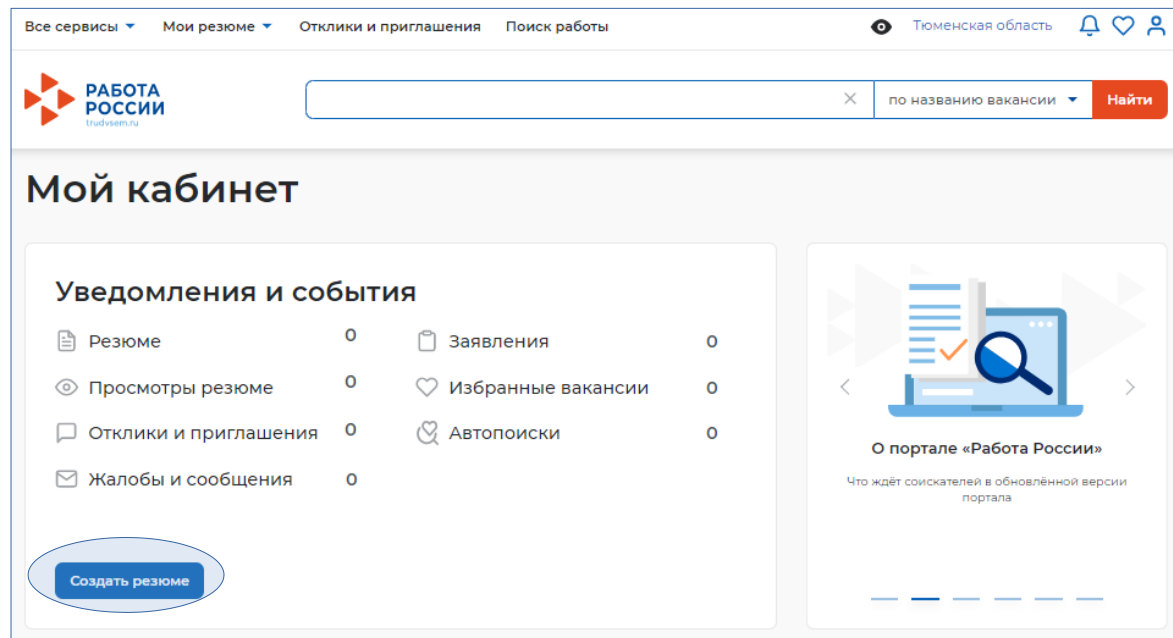 Все сервисы Мои резюме Отклики и приглашения Поиск работы Тюменская область
РАБОТА
РОССИИ
trudvsem.ru
по названию вакансии Найти
Мой кабинет
Уведомления и события
Резюме 0 Заявления 0
Просмотры резюме 0 Избранные вакансии 0
Отклики и приглашения 0 Автопоиски 0
Жалобы и сообщения 0
Создать резюме
О портале «Работа России»
Что ждёт соискателей в обновлённой версии
портала